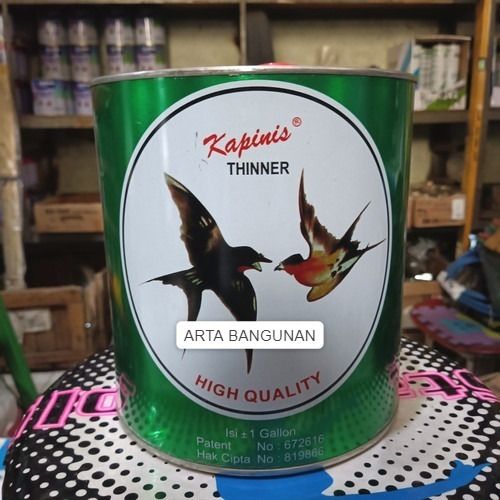 Kapinis®
THINNER
ARTA BANGUNAN
HIGH QUALITY
Isi ± 1 Gallon
Patent No : 672616
Hak Cipta No : 819866